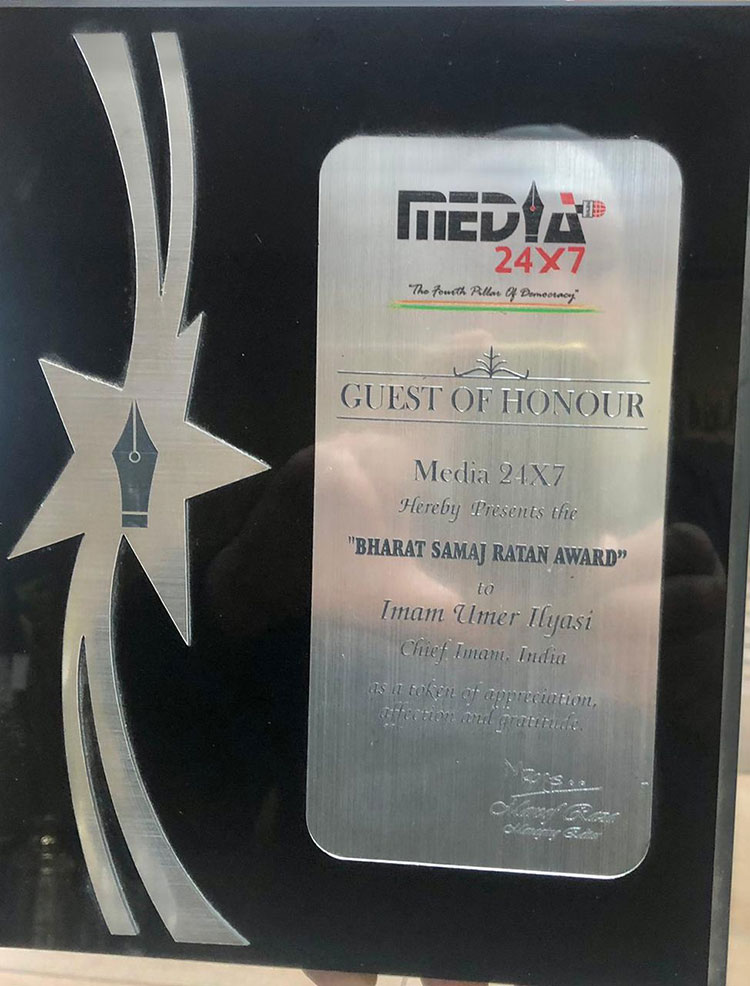 MEDIA
24X7
"The Fourth Pillar Of Democracy"
GUEST OF HONOUR
Media 24X7
Hereby Presents the
"BHARAT SAMAJ RATAN AWARD”
to
Imam Umer Ilyasi
Chief Imam, India
as a token of appreciation,
affection and gratitude.